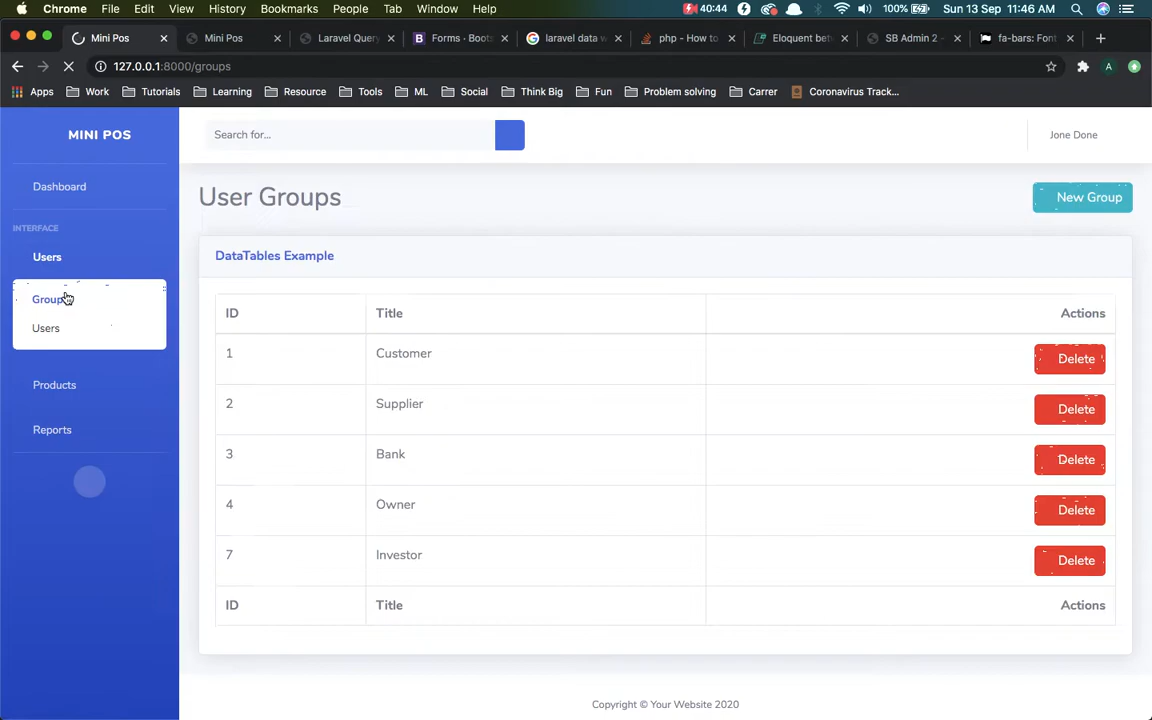 Chrome File Edit View History Bookmarks People Tab Window Help 40:44 100% Sun 13 Sep 11:46 AM
Mini Pos Mini Pos Laravel Query Forms · Boots laravel data w php - How to Eloquent bet SB Admin 2 - fa-bars: Font
127.0.0.1:8000/groups
Apps Work Tutorials Learning Resource Tools ML Social Think Big Fun Problem solving Carrer Coronavirus Track...
MINI POS
Search for...
Jone Done
Dashboard
INTERFACE
Users
Groups
Users
Products
Reports
User Groups
New Group
DataTables Example
ID Title Actions
1 Customer Delete
2 Supplier Delete
3 Bank Delete
4 Owner Delete
7 Investor Delete
ID Title Actions
Copyright © Your Website 2020